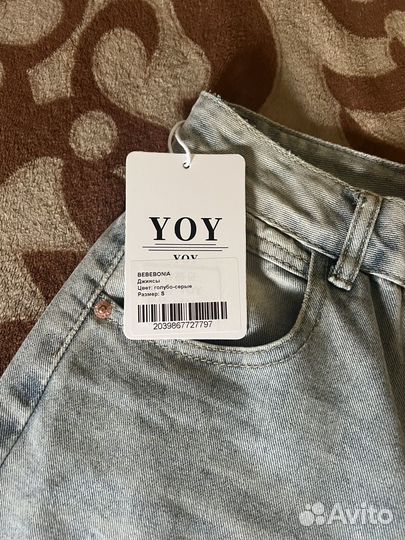 YOY
YOY
BEBEBONIA
Джинсы
Цвет: голубо-серые
Размер: S
2039867727797
Avito